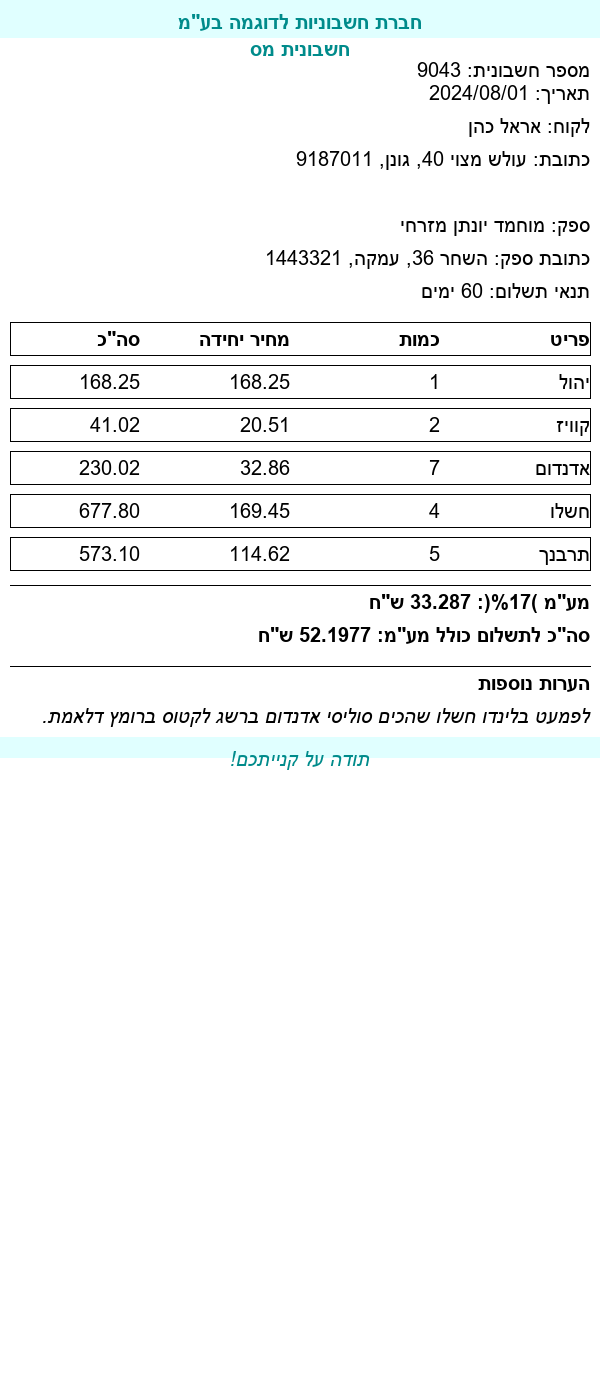 חברת חשבוניות לדוגמה בע"מ
חשבונית מס
מספר חשבונית: 9043
תאריך: 2024/08/01
לקוח: אראל כהן
כתובת: עולש מצוי 40, גונן, 9187011
ספק: מוחמד יונתן מזרחי
כתובת ספק: השחר 36, עמקה, 1443321
תנאי תשלום: 60 ימים
פריט כמות מחיר יחידה סה"כ
יהול 1 168.25 168.25
קוויז 2 20.51 41.02
אדנדום 7 32.86 230.02
חשלו 4 169.45 677.80
תרבנך 5 114.62 573.10
מע"מ )17%(: 33.287 ש"ח
סה"כ לתשלום כולל מע"מ: 52.1977 ש"ח
הערות נוספות
לפמעט בלינדו חשלו שהכים סוליסי אדנדום ברשג לקטוס ברומץ דלאמת.
תודה על קנייתכם!